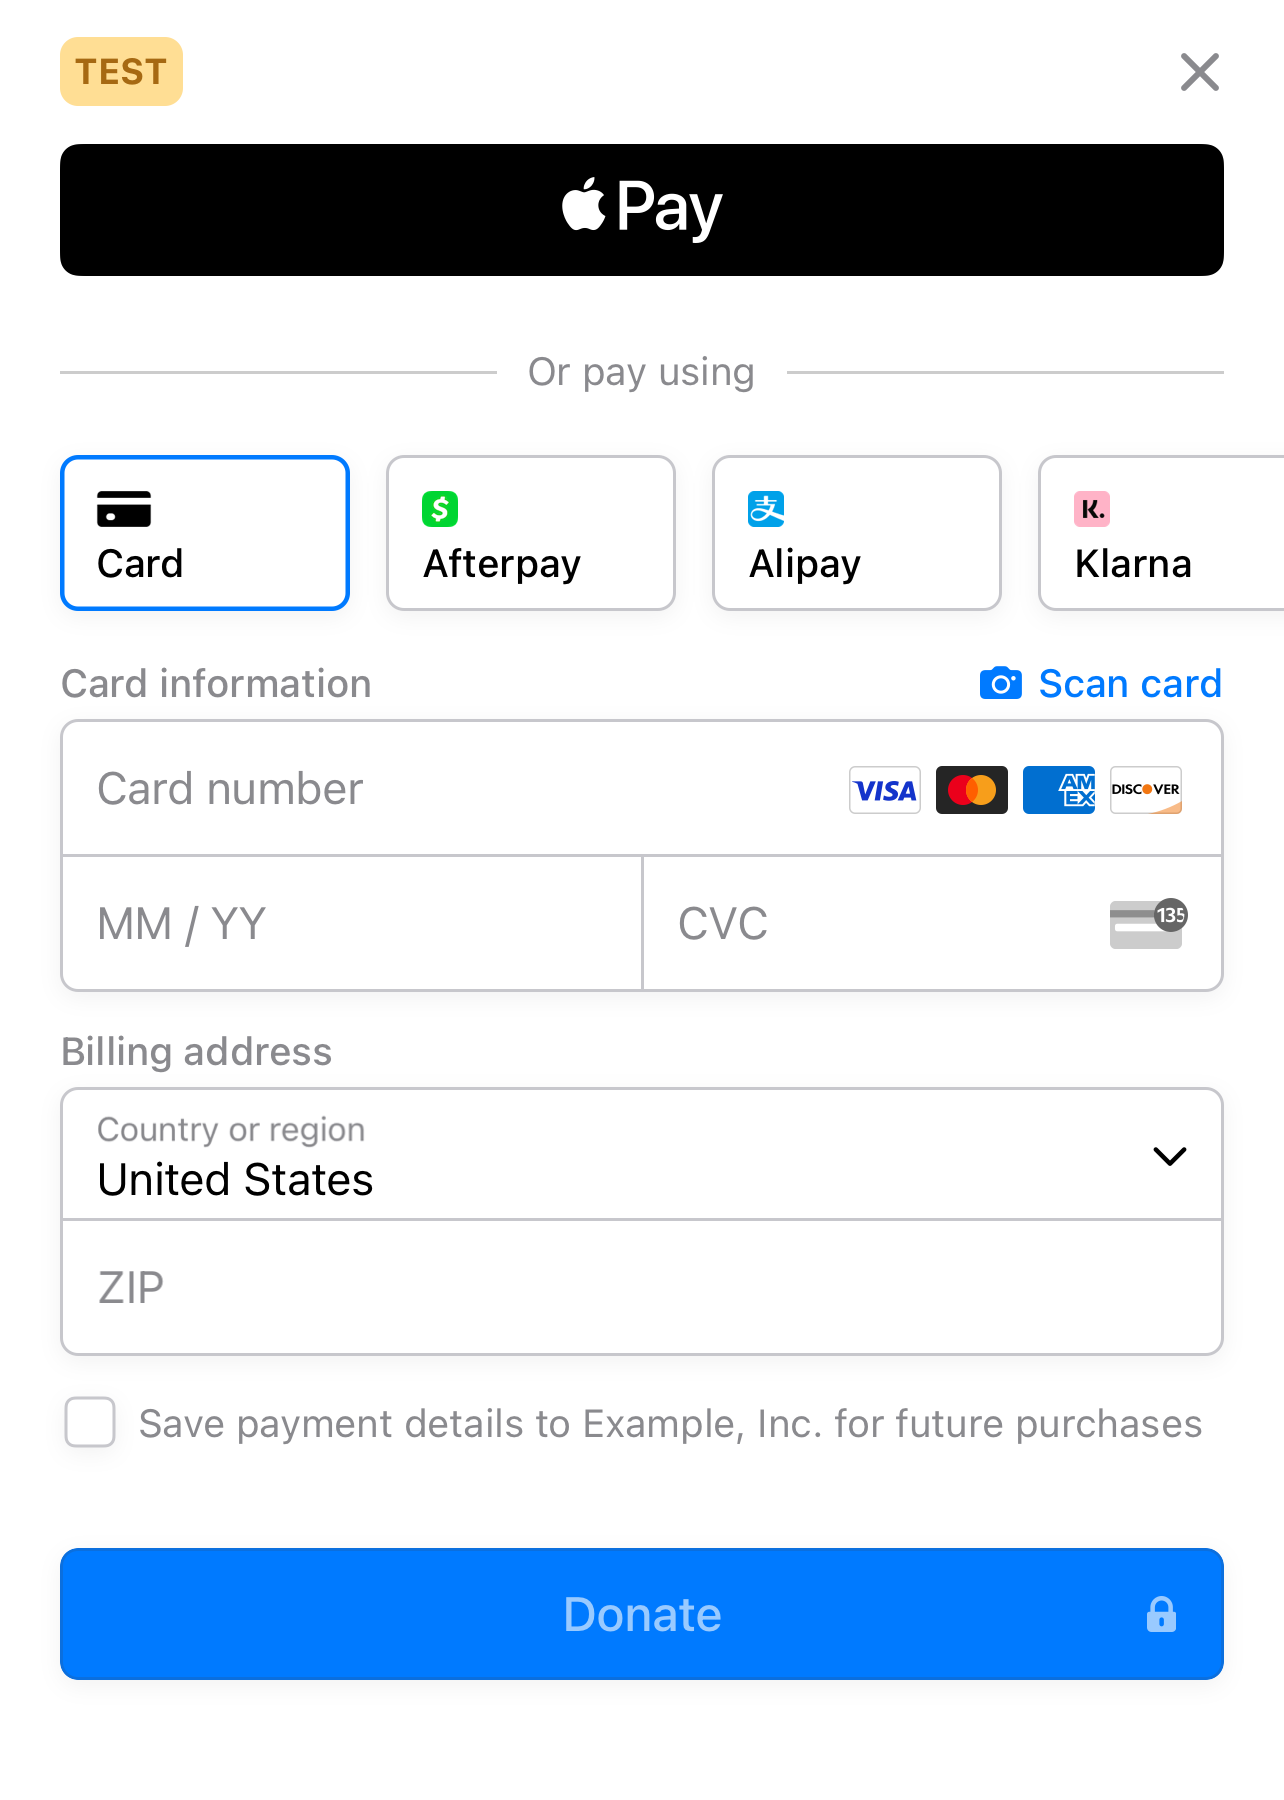 TEST
Pay
Or pay using
Card
Afterpay
Alipay
Klarna
Card information
Scan card
Card number
VISA
AMEX
DISCOVER
MM / YY
CVC
135
Billing address
Country or region
United States
ZIP
Save payment details to Example, Inc. for future purchases
Donate